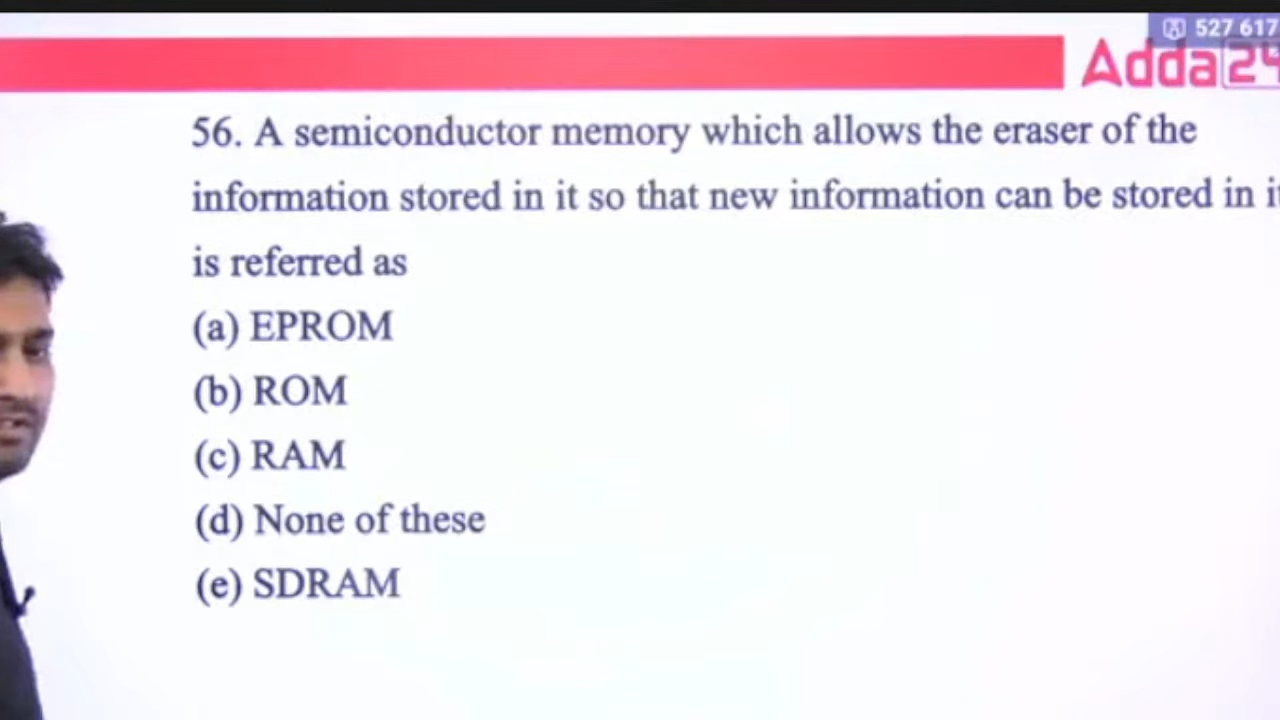 527 617
Adda24
56. A semiconductor memory which allows the eraser of the
information stored in it so that new information can be stored in it
is referred as
(a) EPROM
(b) ROM
(c) RAM
(d) None of these
(e) SDRAM